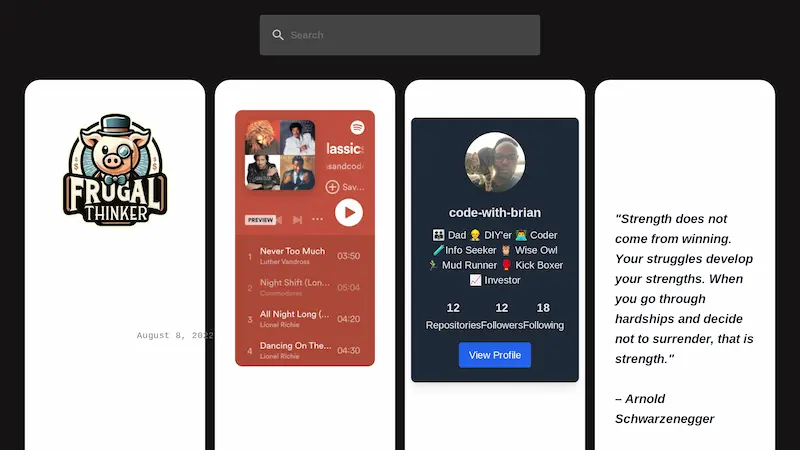 Search
$ $
FRUGAL
THINKER
August 8, 2022
lassics
sandcod
Sav...
PREVIEW
1 Never Too Much 03:50
Luther Vandross
2 Night Shift (Lon... 05:04
Commodores
3 All Night Long (... 04:20
Lionel Richie
4 Dancing On The... 04:30
Lionel Richie
code-with-brian
👪 Dad 👷 DIY'er 👨‍💻 Coder
🧪Info Seeker 🦉 Wise Owl
🏃 Mud Runner 🥊 Kick Boxer
📈 Investor
12 12 18
Repositories Followers Following
View Profile
"Strength does not
come from winning.
Your struggles develop
your strengths. When
you go through
hardships and decide
not to surrender, that is
strength."
– Arnold
Schwarzenegger